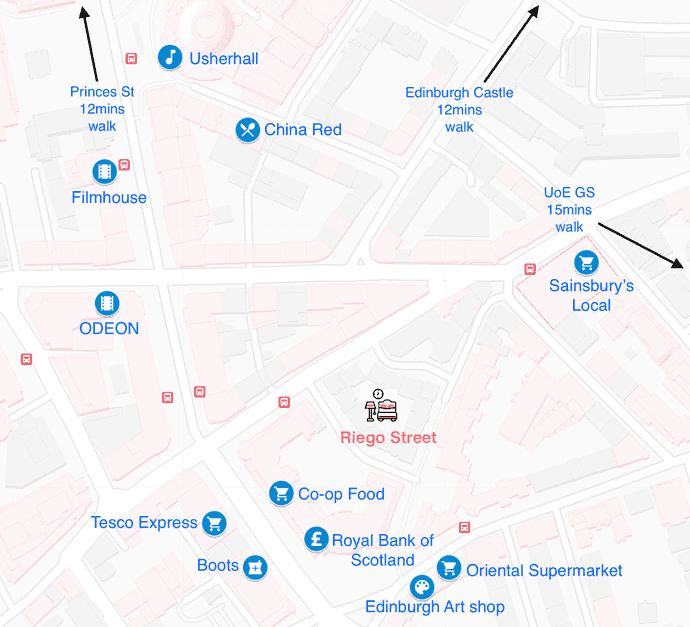 Usherhall
Princes St
12mins
walk
Edinburgh Castle
12mins
walk
China Red
Filmhouse
UoE GS
15mins
walk
Sainsbury's
Local
ODEON
Riego Street
Co-op Food
Tesco Express
Royal Bank of
Scotland
Boots
Oriental Supermarket
Edinburgh Art shop